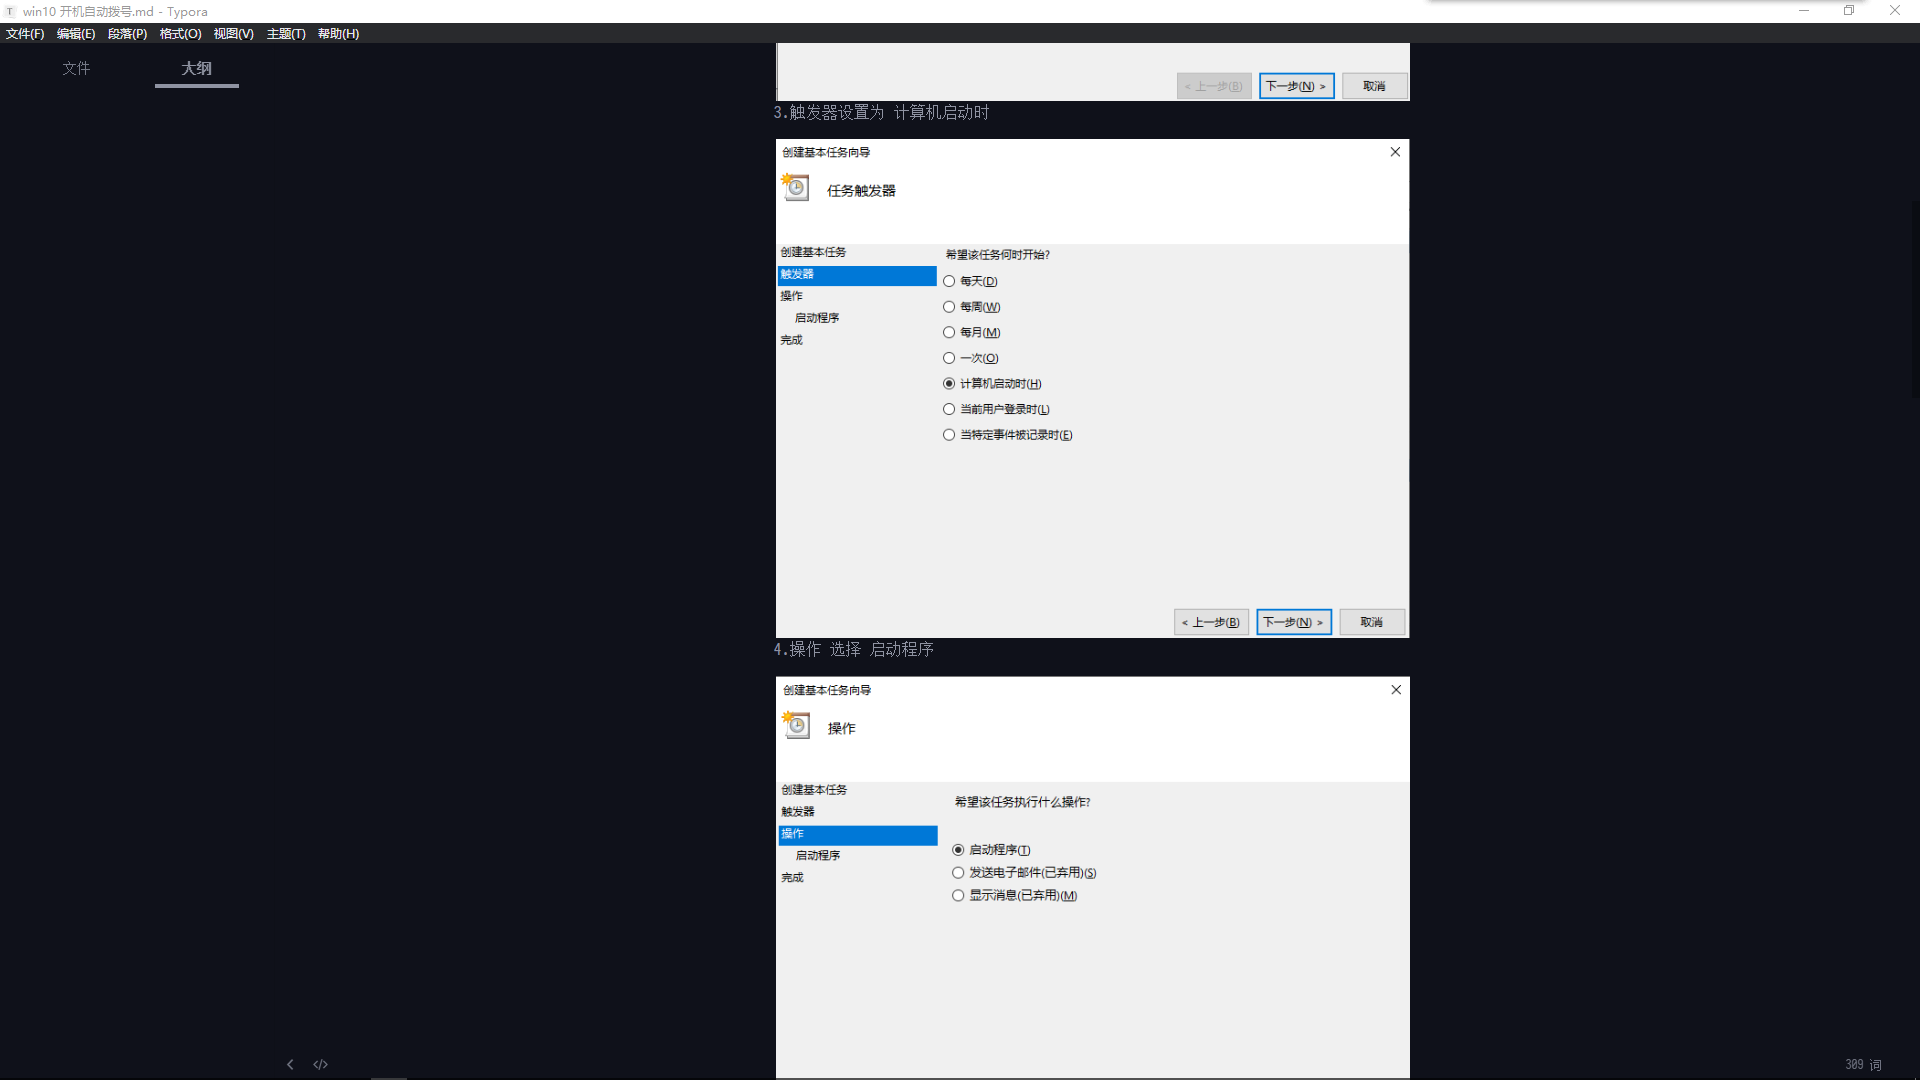 win10 开机自动拨号.md - Typora
文件(F) 编辑(E) 段落(P) 格式(O) 视图(V) 主题(T) 帮助(H)
文件 大纲
< 上一步(B) 下一步(N) > 取消
3.触发器设置为 计算机启动时
创建基本任务向导
任务触发器
创建基本任务
触发器
操作
启动程序
完成
希望该任务何时开始?
每天(D)
每周(W)
每月(M)
一次(O)
计算机启动时(H)
当前用户登录时(L)
当特定事件被记录时(E)
< 上一步(B) 下一步(N) > 取消
4.操作 选择 启动程序
创建基本任务向导
操作
创建基本任务
触发器
操作
启动程序
完成
希望该任务执行什么操作?
启动程序(T)
发送电子邮件(已弃用)(S)
显示消息(已弃用)(M)
309 词